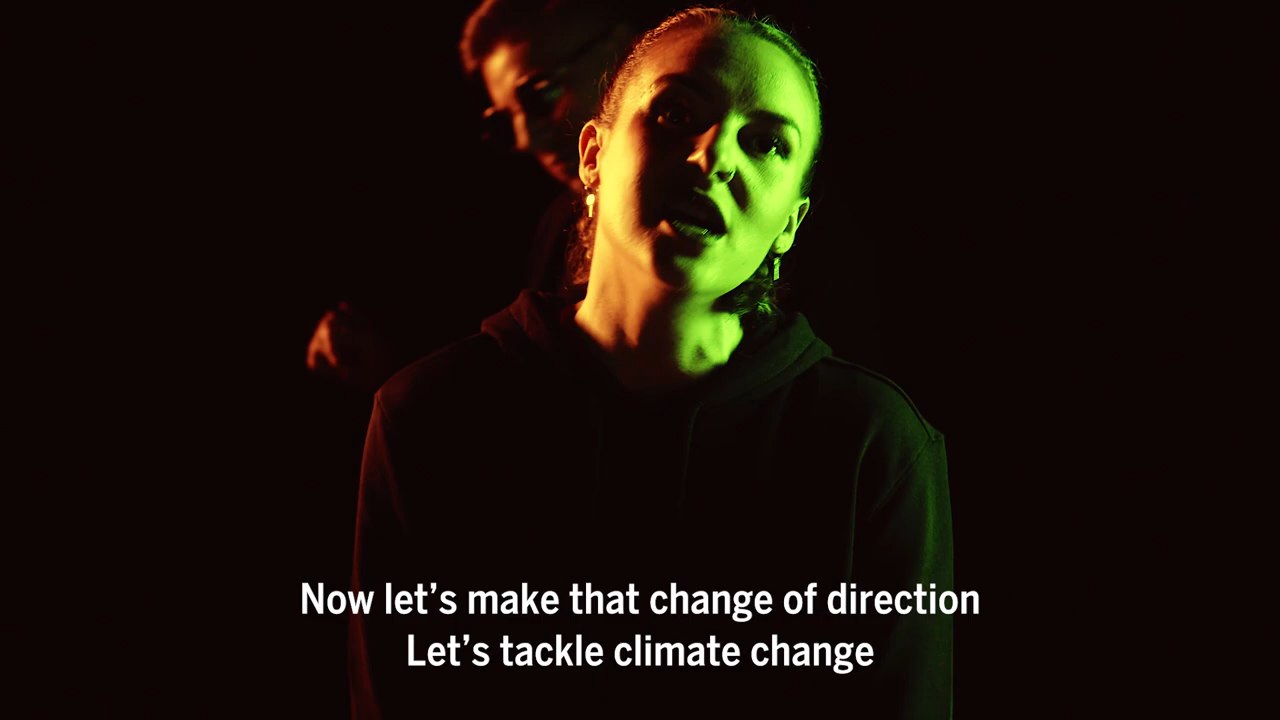 Now let’s make that change of direction
Let’s tackle climate change